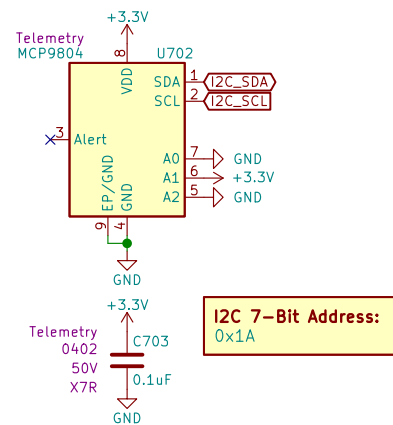 +3.3V
Telemetry
MCP9804
U702
8
VDD
SDA 1 I2C_SDA
SCL 2 I2C_SCL
3 Alert
A0 7 GND
A1 6 +3.3V
A2 5 GND
EP/GND
GND
9
4
GND
+3.3V
I2C 7-Bit Address:
0x1A
Telemetry
0402
50V
X7R
C703
0.1uF
GND